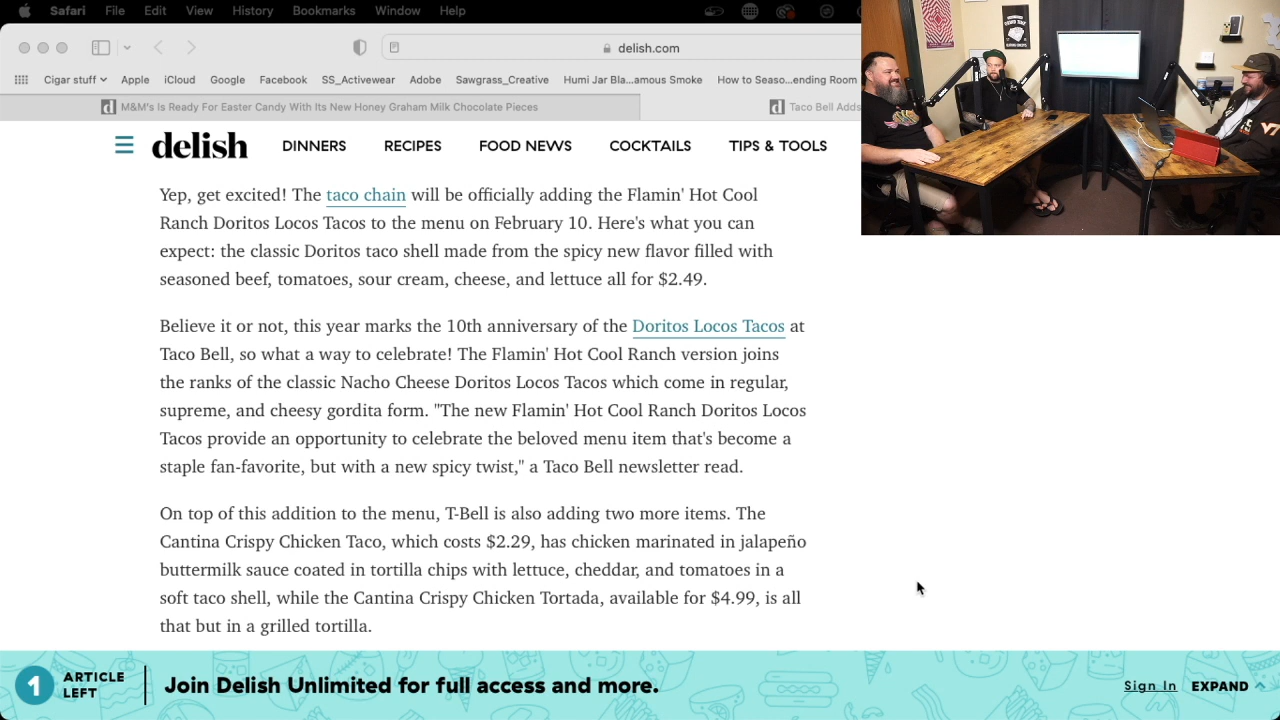 Safari File Edit View History Bookmarks Window Help
delish.com
Cigar stuff Apple iCloud Google Facebook SS_Activewear Adobe Sawgrass_Creative Humi Jar Bla...amous Smoke How to Seaso...ending Room
M&M's Is Ready For Easter Candy With Its New Honey Graham Milk Chocolate Pieces
Taco Bell Adds
delish DINNERS RECIPES FOOD NEWS COCKTAILS TIPS & TOOLS
Yep, get excited! The taco chain will be officially adding the Flamin' Hot Cool
Ranch Doritos Locos Tacos to the menu on February 10. Here's what you can
expect: the classic Doritos taco shell made from the spicy new flavor filled with
seasoned beef, tomatoes, sour cream, cheese, and lettuce all for $2.49.
Believe it or not, this year marks the 10th anniversary of the Doritos Locos Tacos at
Taco Bell, so what a way to celebrate! The Flamin' Hot Cool Ranch version joins
the ranks of the classic Nacho Cheese Doritos Locos Tacos which come in regular,
supreme, and cheesy gordita form. "The new Flamin' Hot Cool Ranch Doritos Locos
Tacos provide an opportunity to celebrate the beloved menu item that's become a
staple fan-favorite, but with a new spicy twist," a Taco Bell newsletter read.
On top of this addition to the menu, T-Bell is also adding two more items. The
Cantina Crispy Chicken Taco, which costs $2.29, has chicken marinated in jalapeño
buttermilk sauce coated in tortilla chips with lettuce, cheddar, and tomatoes in a
soft taco shell, while the Cantina Crispy Chicken Tortada, available for $4.99, is all
that but in a grilled tortilla.
1 ARTICLE
LEFT
Join Delish Unlimited for full access and more.
Sign In EXPAND